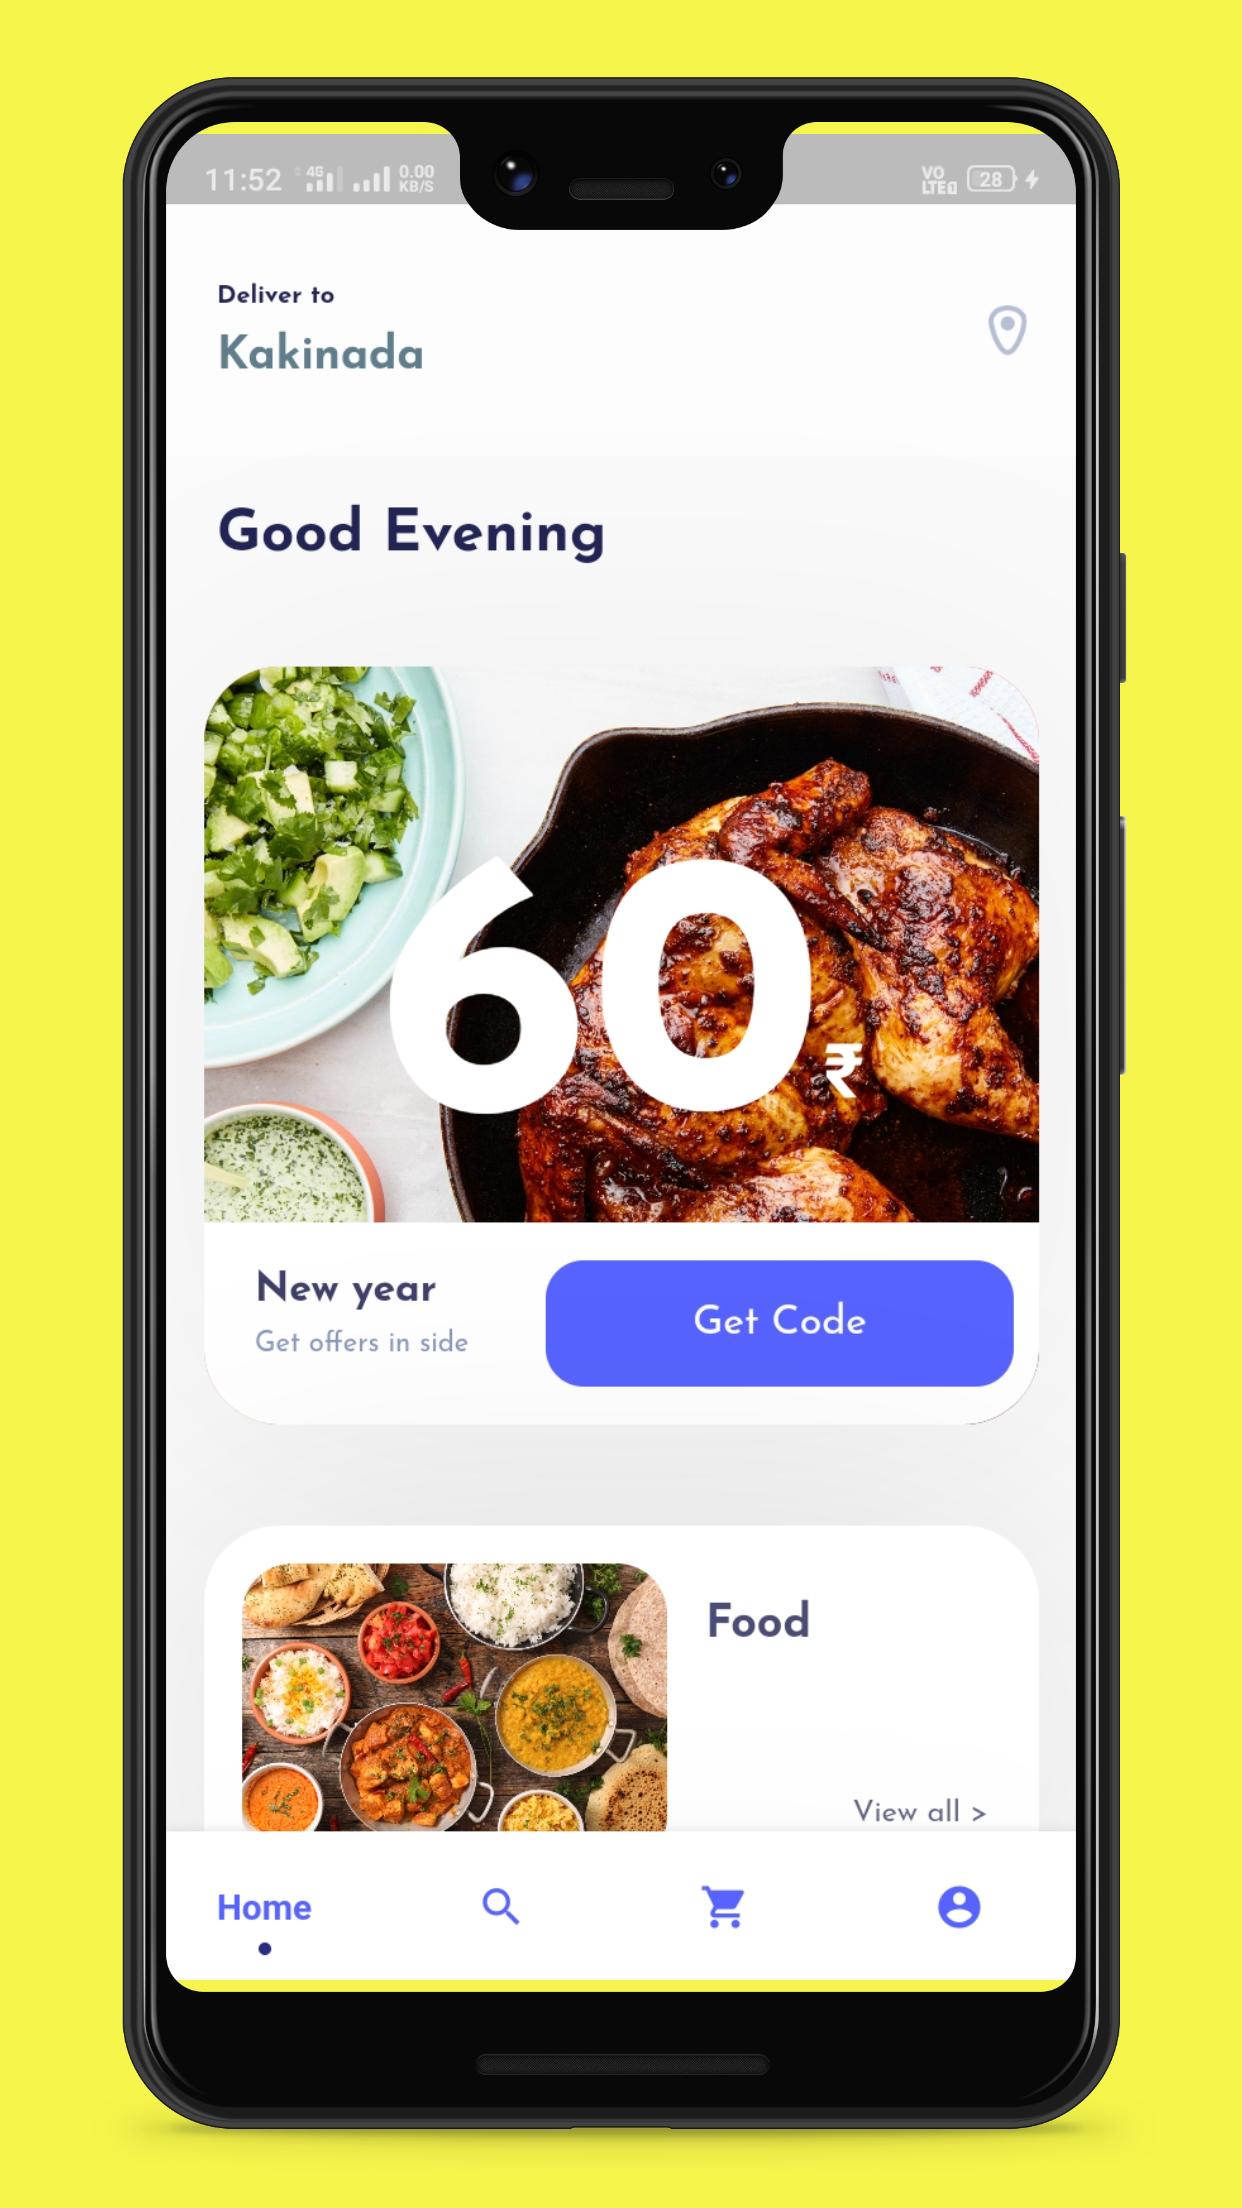 11:52 4G 0.00 KB/S VO LTE 28
Deliver to
Kakinada
Good Evening
60₹
New year
Get offers in side
Get Code
Food
View all >
Home